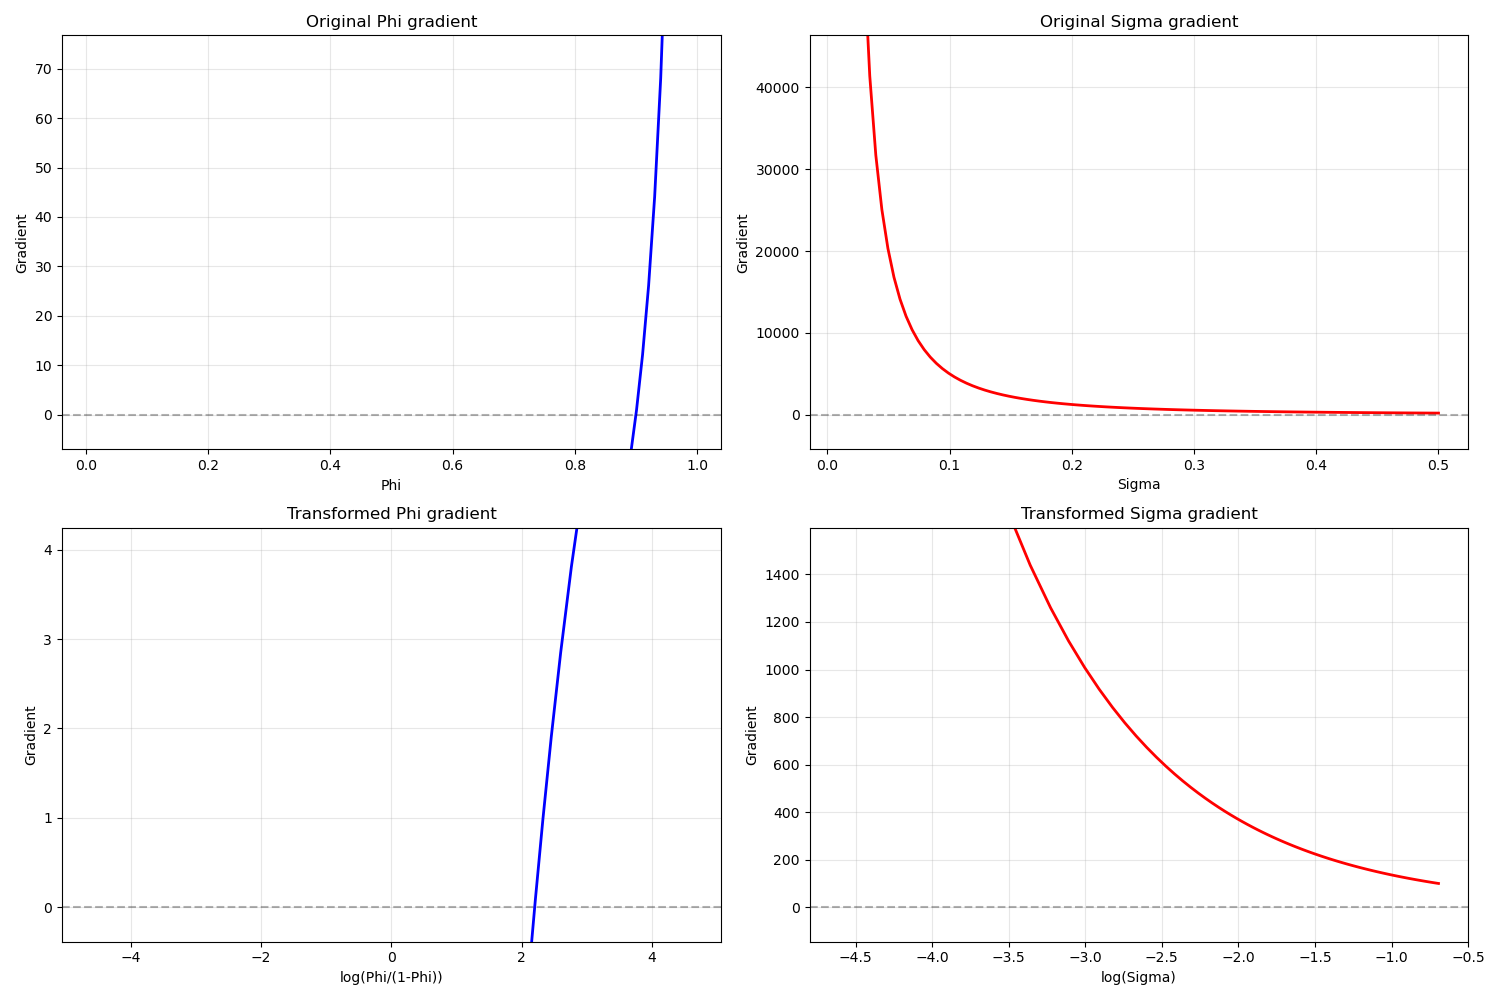 Original Phi gradient
Gradient
70
60
50
40
30
20
10
0
0.0 0.2 0.4 0.6 0.8 1.0
Phi
Original Sigma gradient
Gradient
40000
30000
20000
10000
0
0.0 0.1 0.2 0.3 0.4 0.5
Sigma
Transformed Phi gradient
Gradient
4
3
2
1
0
−4 −2 0 2 4
log(Phi/(1-Phi))
Transformed Sigma gradient
Gradient
1400
1200
1000
800
600
400
200
0
−4.5 −4.0 −3.5 −3.0 −2.5 −2.0 −1.5 −1.0 −0.5
log(Sigma)